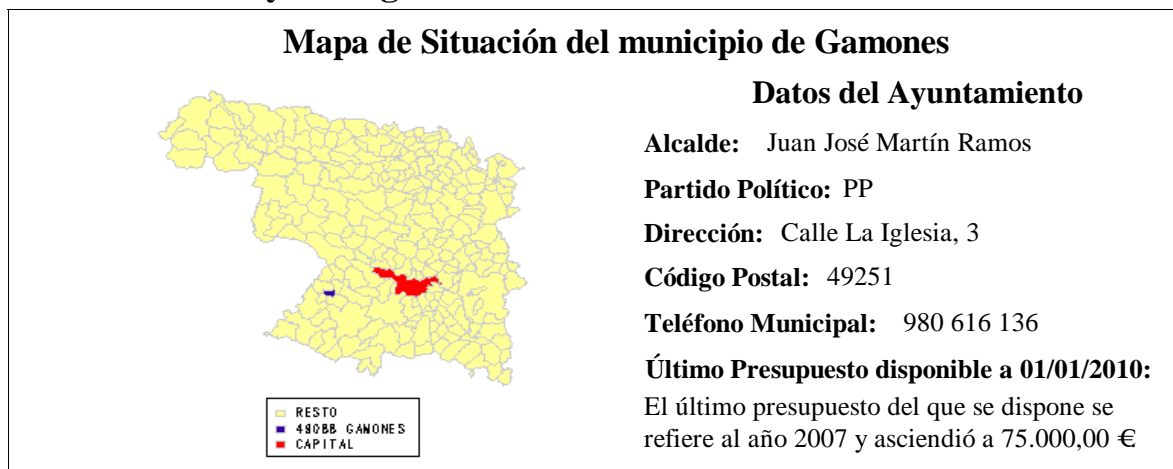 Mapa de Situación del municipio de Gamones
Datos del Ayuntamiento
Alcalde: Juan José Martín Ramos
Partido Político: PP
Dirección: Calle La Iglesia, 3
Código Postal: 49251
Teléfono Municipal: 980 616 136
Último Presupuesto disponible a 01/01/2010:
El último presupuesto del que se dispone se
refiere al año 2007 y ascendió a 75.000,00 €
RESTO
GAMONES
CAPITAL